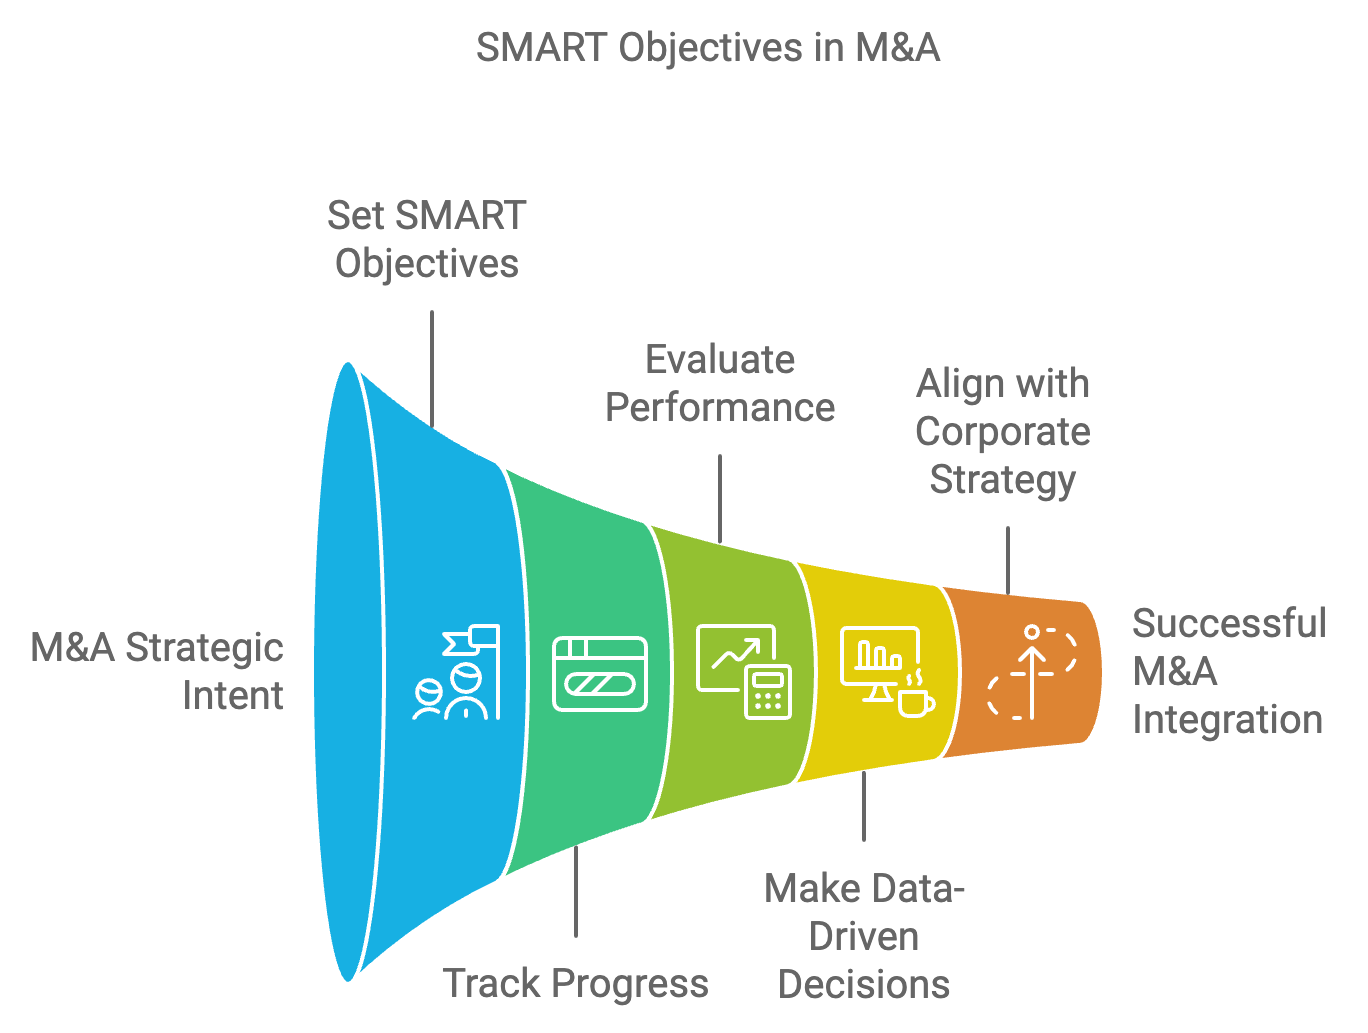 SMART Objectives in M&A
Set SMART
Objectives
Evaluate
Performance
Align with
Corporate
Strategy
M&A Strategic
Intent
Successful
M&A
Integration
Track Progress
Make Data-
Driven
Decisions